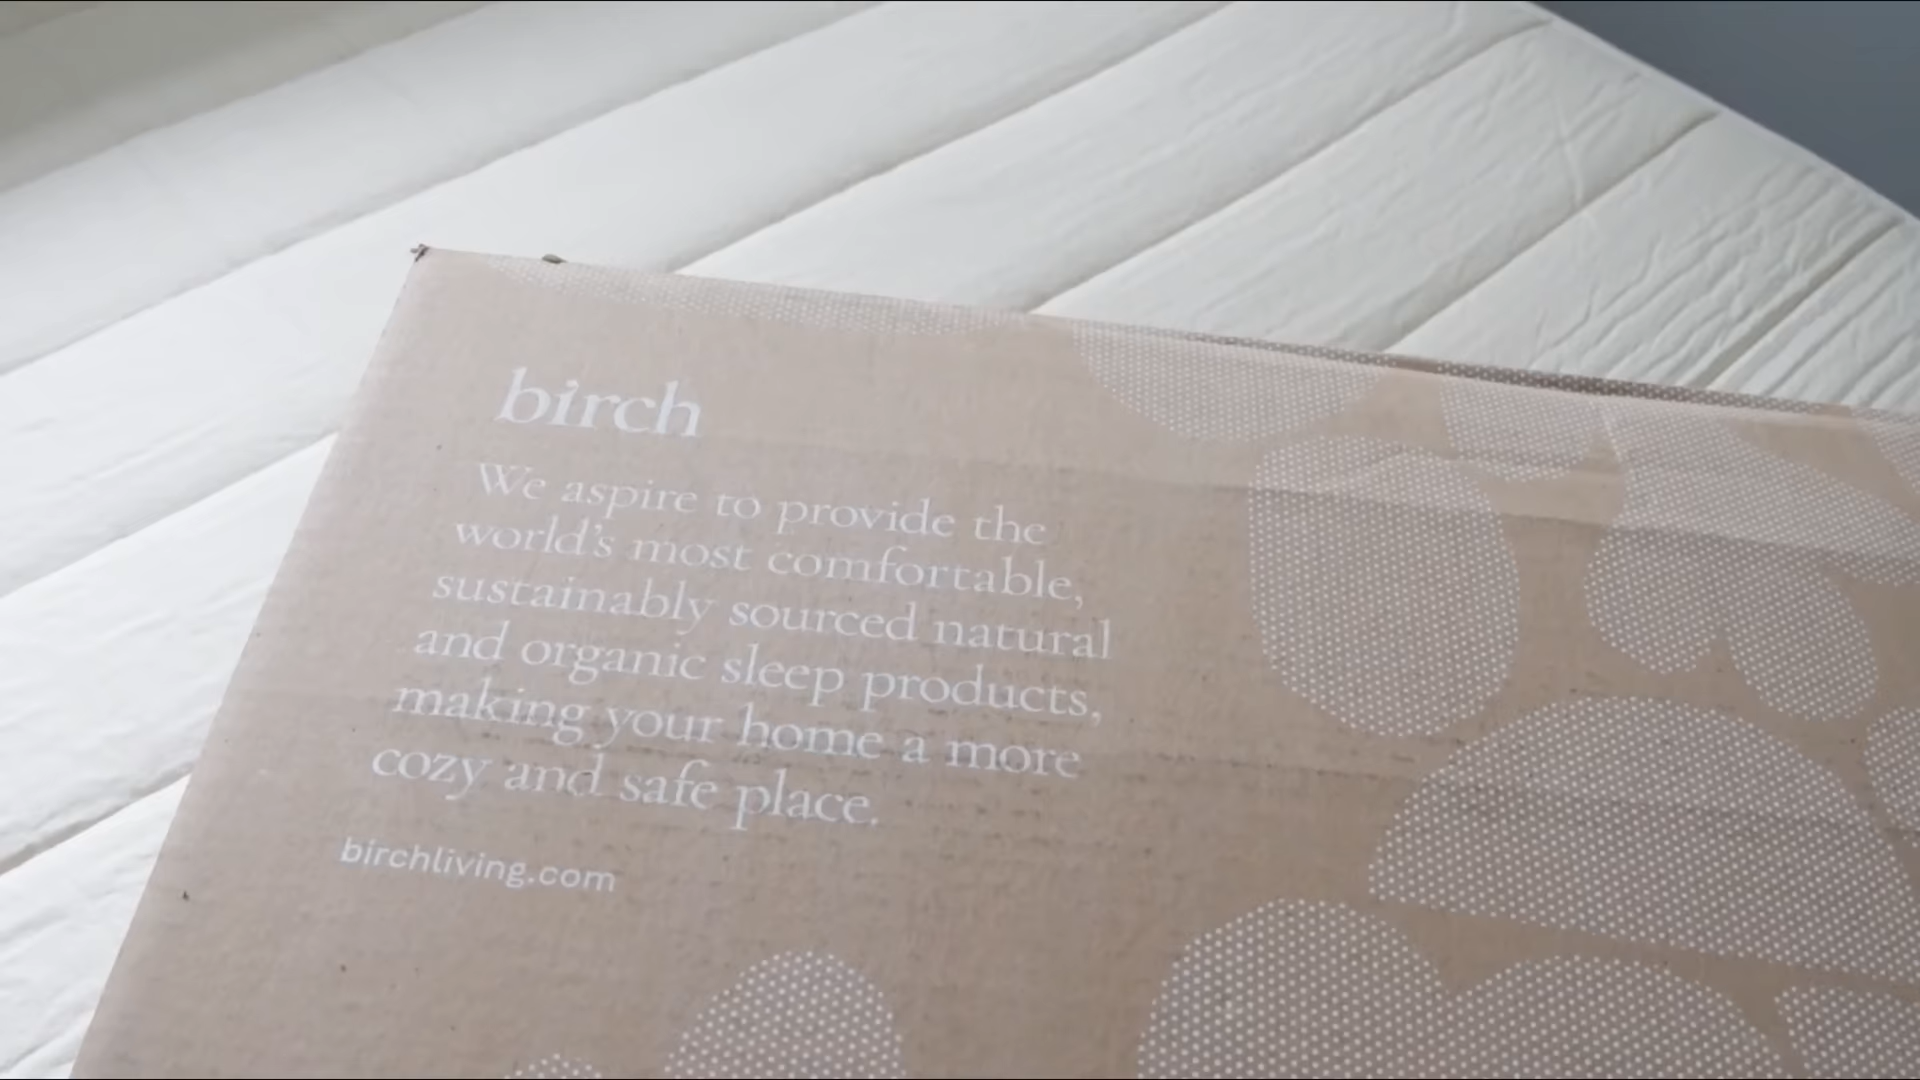 birch
We aspire to provide the
world's most comfortable,
sustainably sourced natural
and organic sleep products,
making your home a more
cozy and safe place.
birchliving.com